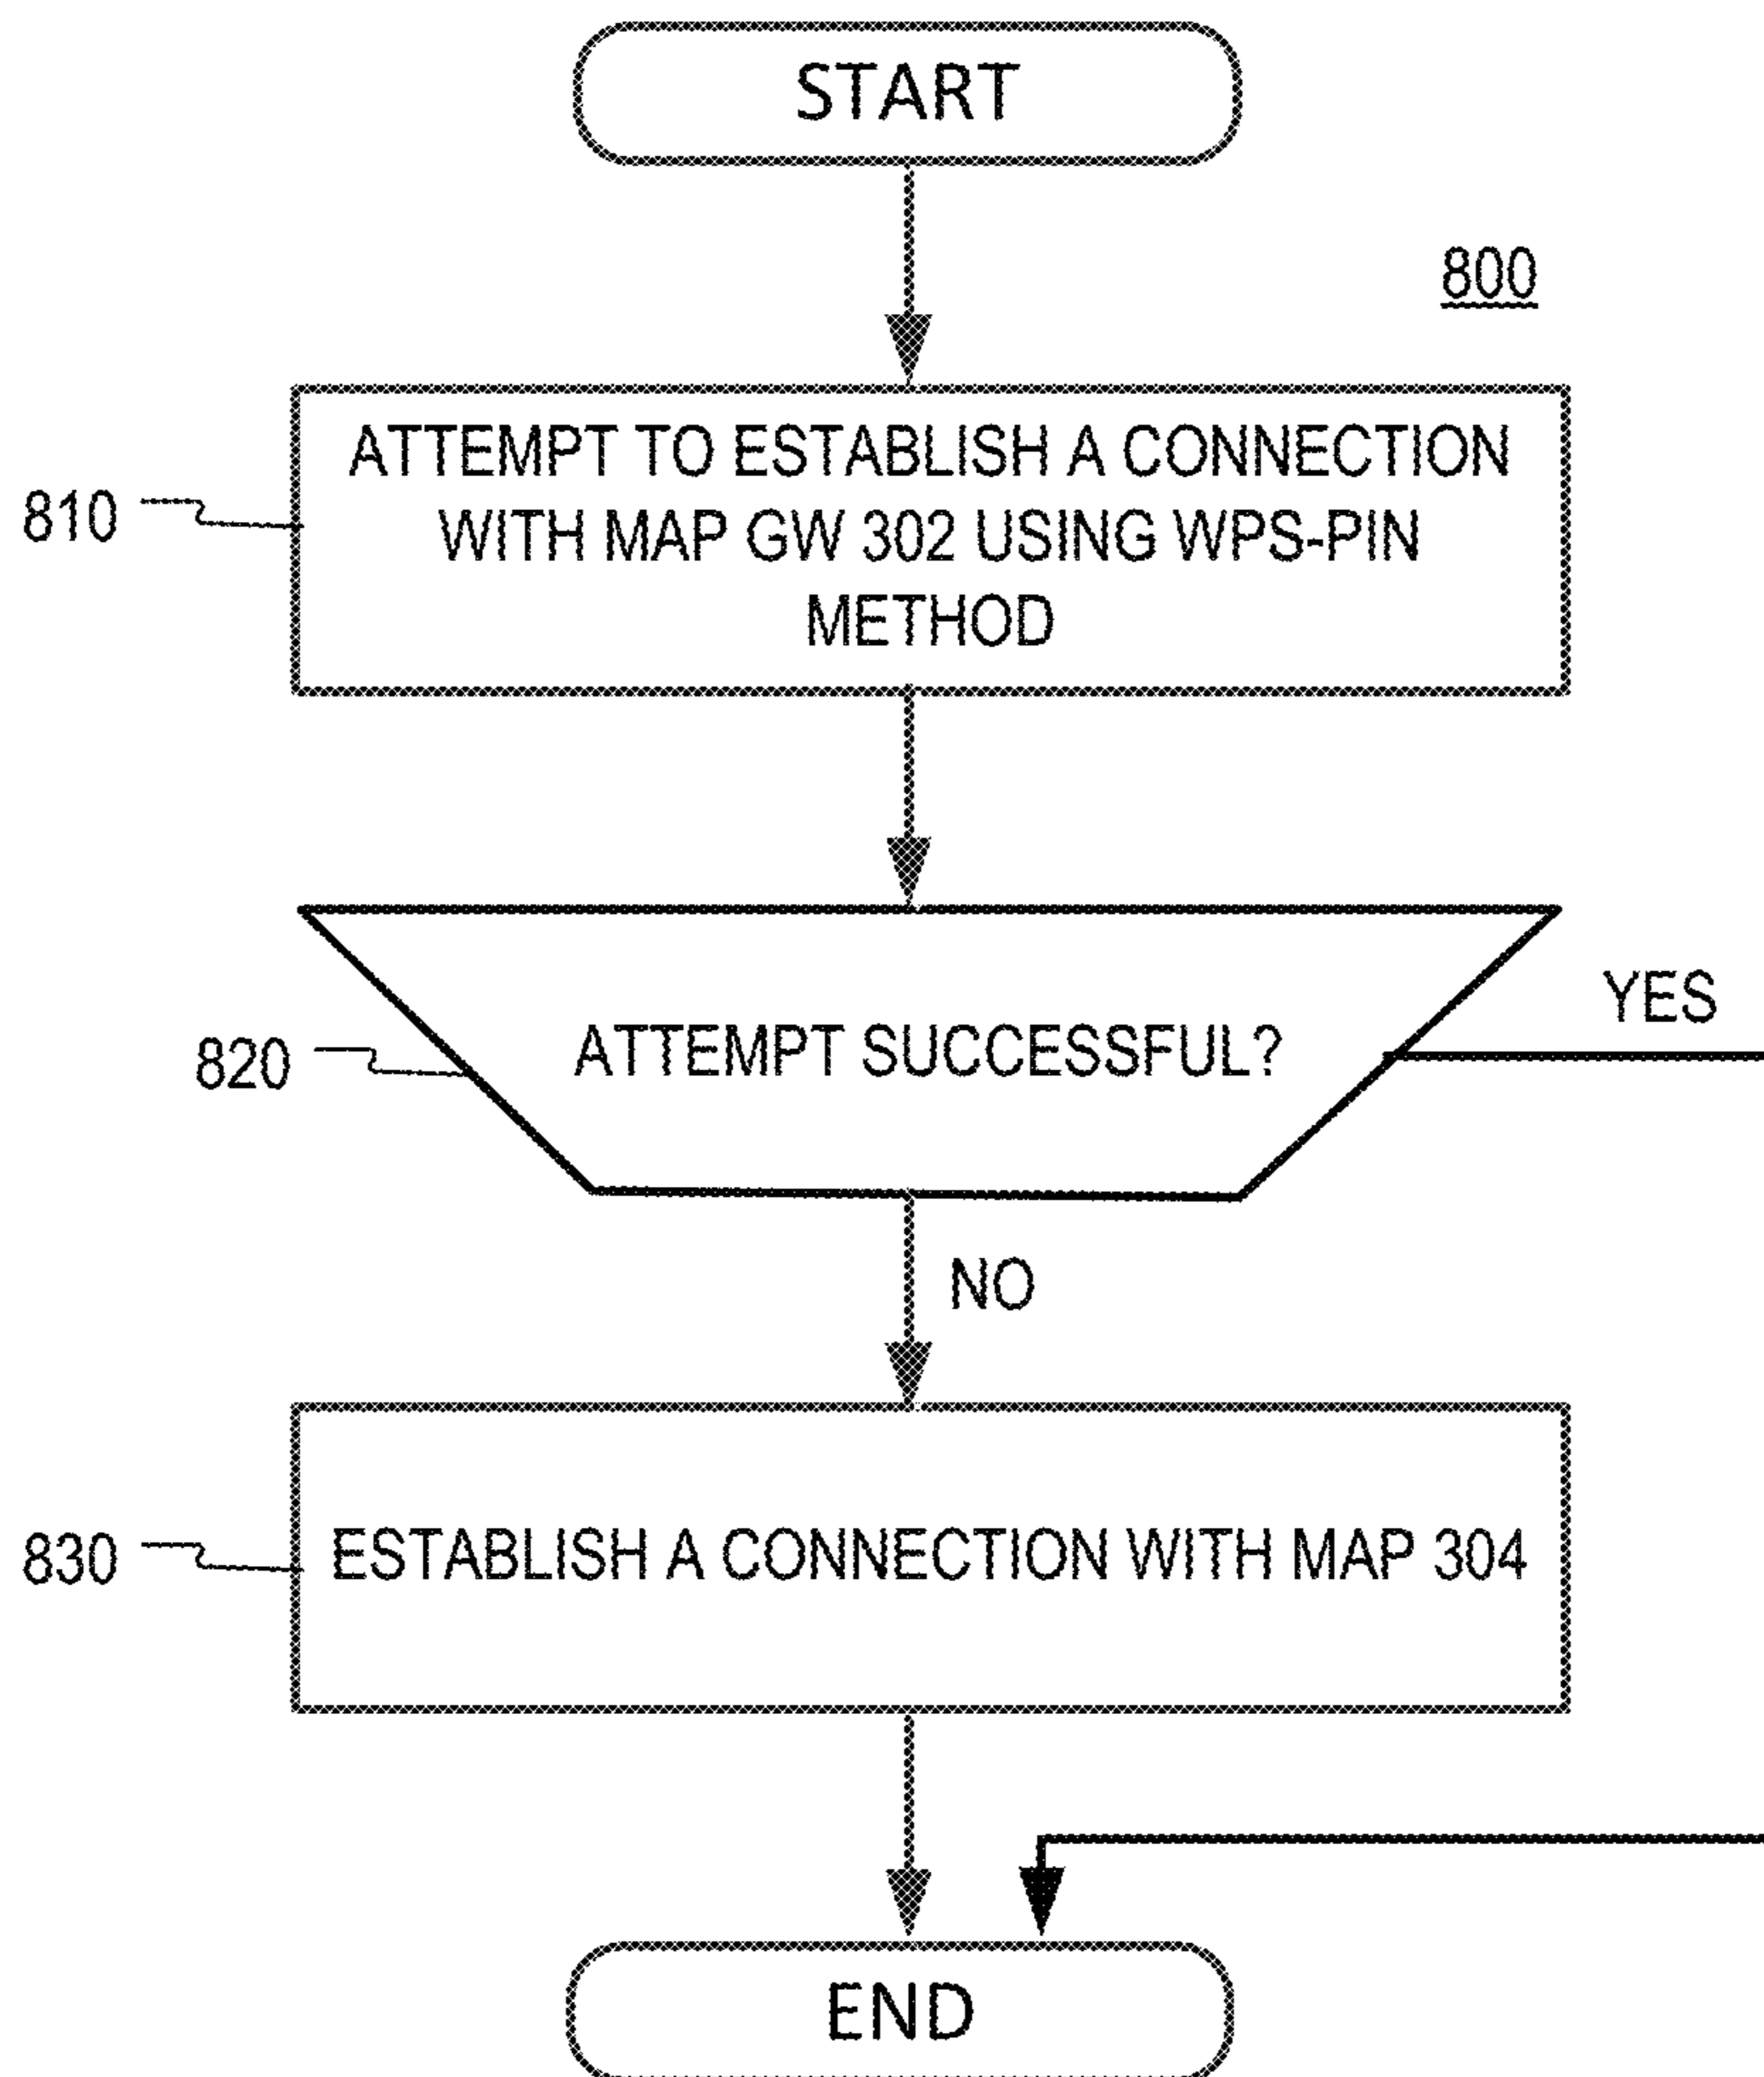 START
800
ATTEMPT TO ESTABLISH A CONNECTION
WITH MAP GW 302 USING WPS-PIN
METHOD
810
YES
ATTEMPT SUCCESSFUL?
820
NO
830
ESTABLISH A CONNECTION WITH MAP 304
END